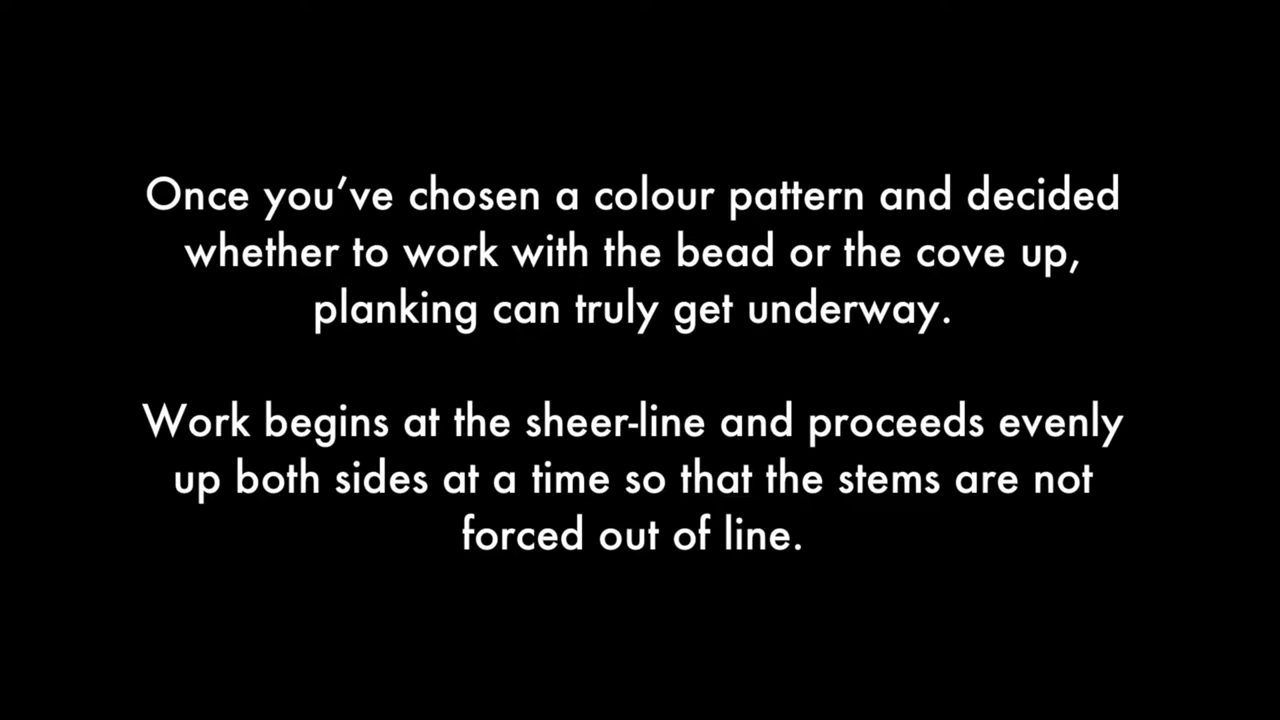 Once you’ve chosen a colour pattern and decided
whether to work with the bead or the cove up,
planking can truly get underway.
Work begins at the sheer-line and proceeds evenly
up both sides at a time so that the stems are not
forced out of line.